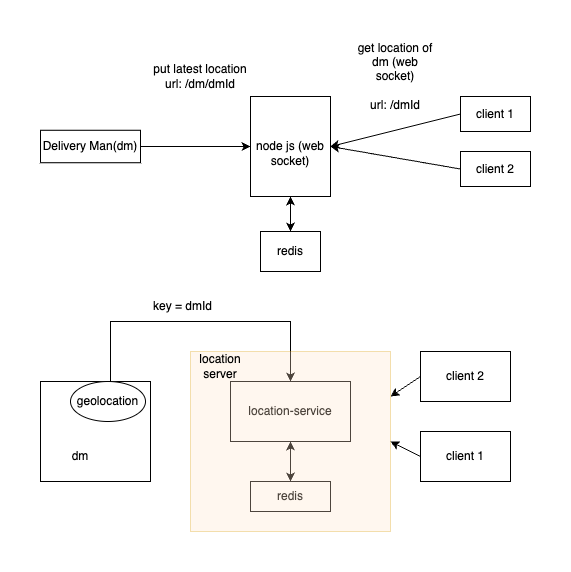 put latest location
url: /dm/dmId
get location of
dm (web
socket)
url: /dmId
Delivery Man(dm)
node js (web
socket)
client 1
client 2
redis
key = dmId
location
server
geolocation
dm
location-service
redis
client 2
client 1